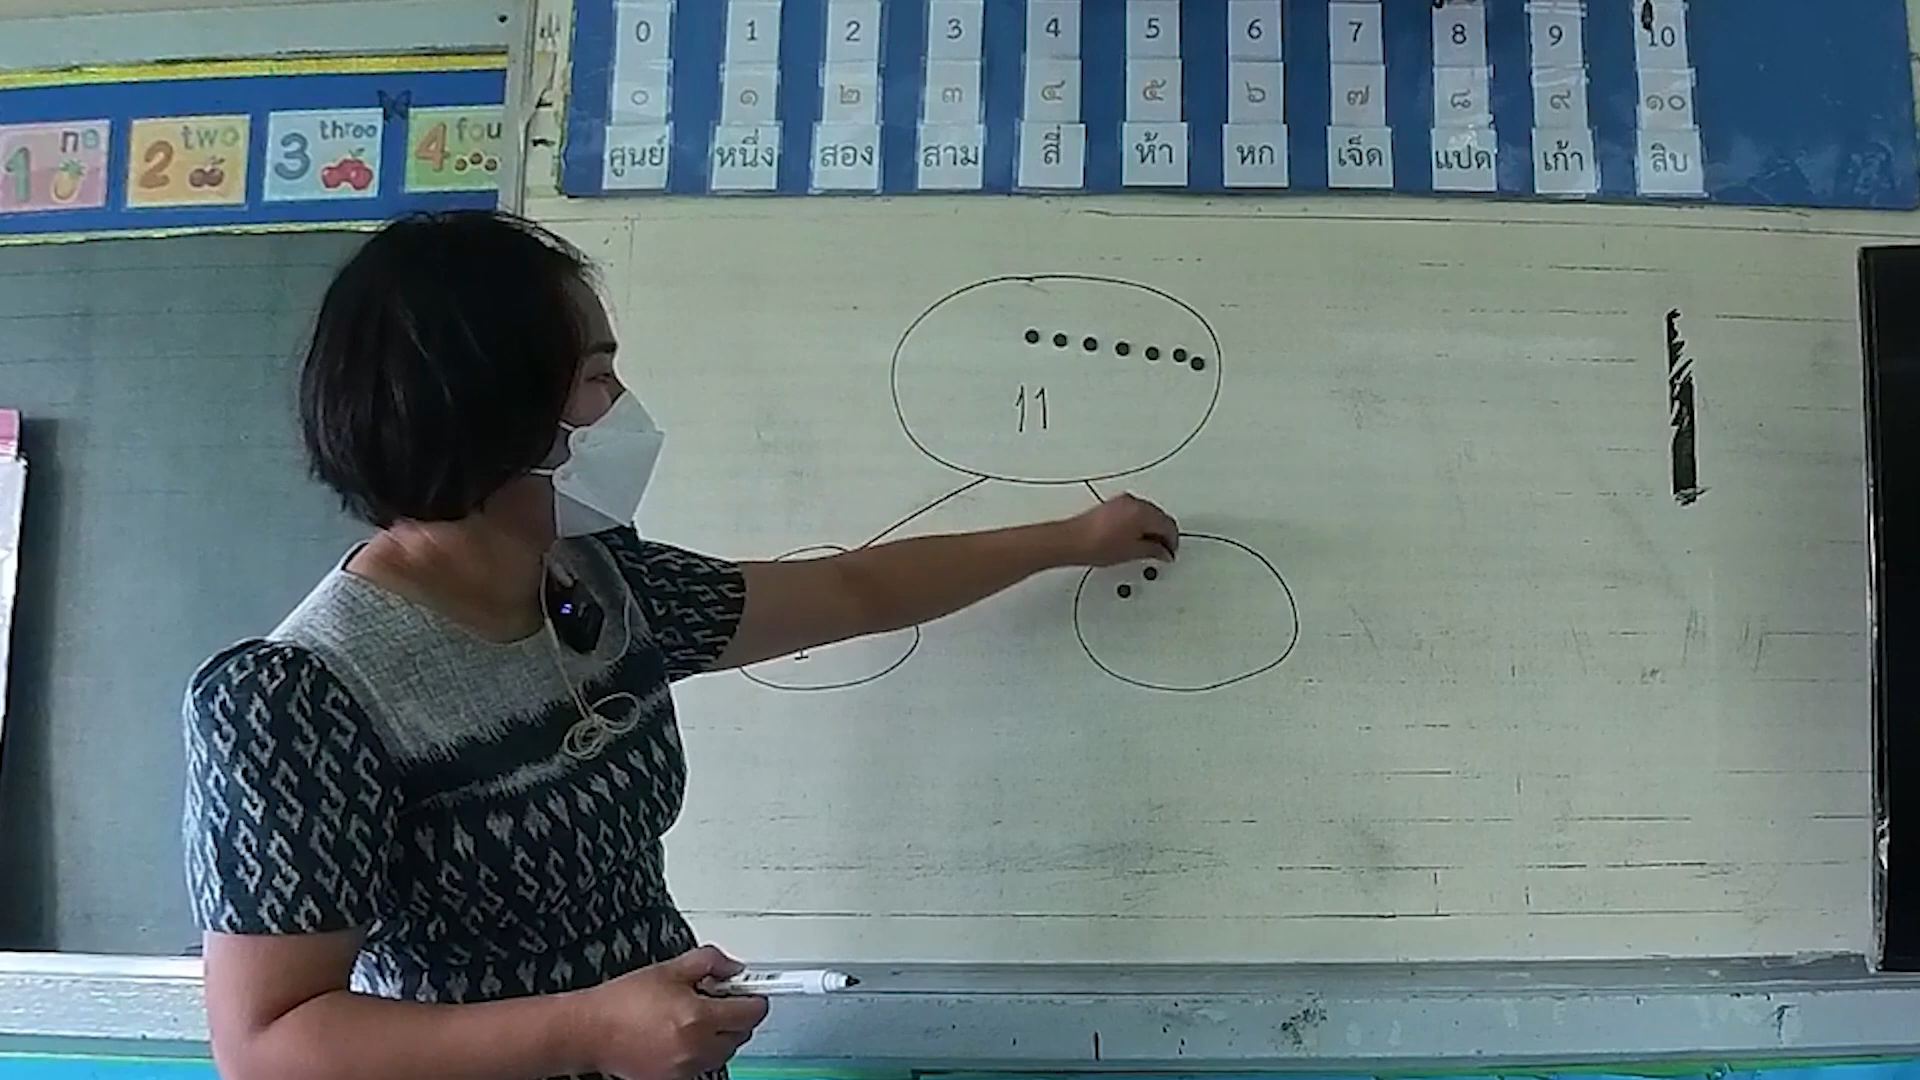 0 1 2 3 4 5 6 7 8 9 10
๐ ๑ ๒ ๓ ๔ ๕ ๖ ๗ ๘ ๙ ๑๐
ศูนย์ หนึ่ง สอง สาม สี่ ห้า หก เจ็ด แปด เก้า สิบ
1 2 two 3 three 4 fou
11